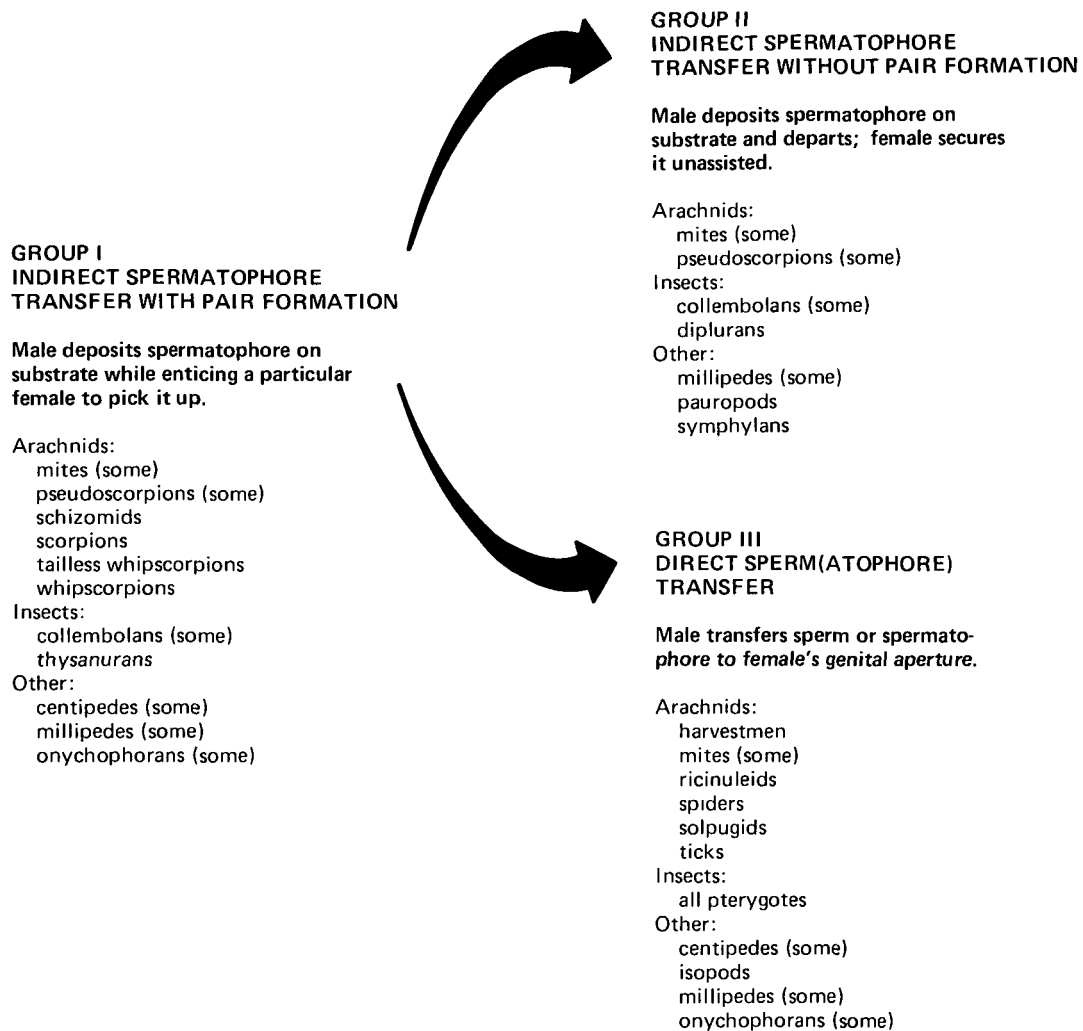 GROUP I
INDIRECT SPERMATOPHORE
TRANSFER WITH PAIR FORMATION
Male deposits spermatophore on
substrate while enticing a particular
female to pick it up.
Arachnids:
mites (some)
pseudoscorpions (some)
schizomids
scorpions
tailless whipscorpions
whipscorpions
Insects:
collembolans (some)
thysanurans
Other:
centipedes (some)
millipedes (some)
onychophorans (some)
GROUP II
INDIRECT SPERMATOPHORE
TRANSFER WITHOUT PAIR FORMATION
Male deposits spermatophore on
substrate and departs; female secures
it unassisted.
Arachnids:
mites (some)
pseudoscorpions (some)
Insects:
collembolans (some)
diplurans
Other:
millipedes (some)
pauropods
symphylans
GROUP III
DIRECT SPERM(ATOPHORE)
TRANSFER
Male transfers sperm or spermato-
phore to female's genital aperture.
Arachnids:
harvestmen
mites (some)
ricinuleids
spiders
solpugids
ticks
Insects:
all pterygotes
Other:
centipedes (some)
isopods
millipedes (some)
onychophorans (some)